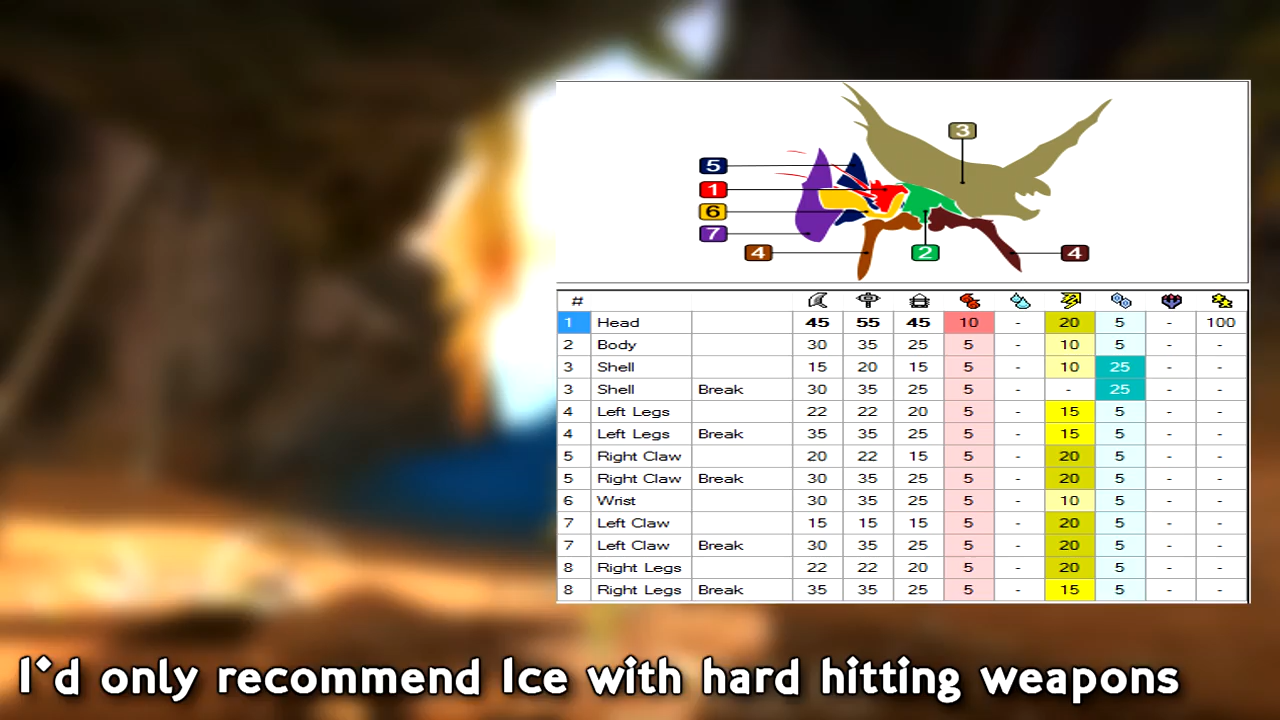 3
5
1
6
7
4
2
4
#
1 Head 45 55 45 10 - 20 5 - 100
2 Body 30 35 25 5 - 10 5 - -
3 Shell 15 20 15 5 - 10 25 - -
3 Shell Break 30 35 25 5 - - 25 - -
4 Left Legs 22 22 20 5 - 15 5 - -
4 Left Legs Break 35 35 25 5 - 15 5 - -
5 Right Claw 20 22 15 5 - 20 5 - -
5 Right Claw Break 30 35 25 5 - 20 5 - -
6 Wrist 30 35 25 5 - 10 5 - -
7 Left Claw 15 15 15 5 - 20 5 - -
7 Left Claw Break 30 35 25 5 - 20 5 - -
8 Right Legs 22 22 20 5 - 20 5 - -
8 Right Legs Break 35 35 25 5 - 15 5 - -
I'd only recommend Ice with hard hitting weapons